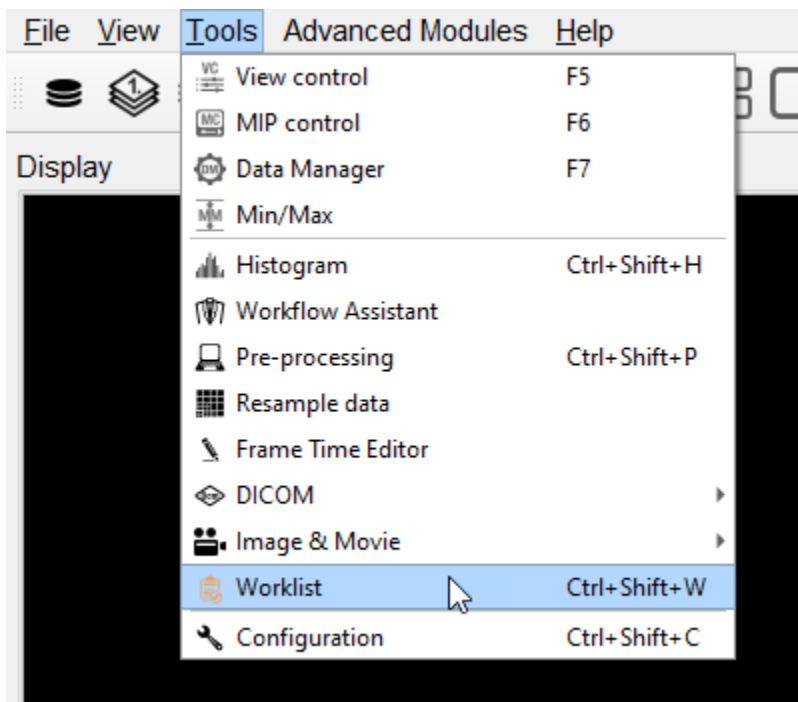 File View Tools Advanced Modules Help
1.
Display
VC View control F5
MC MIP control F6
DM Data Manager F7
MM Min/Max
Histogram Ctrl+Shift+H
Workflow Assistant
Pre-processing Ctrl+Shift+P
Resample data
Frame Time Editor
DICOM
Image & Movie
Worklist Ctrl+Shift+W
Configuration Ctrl+Shift+C